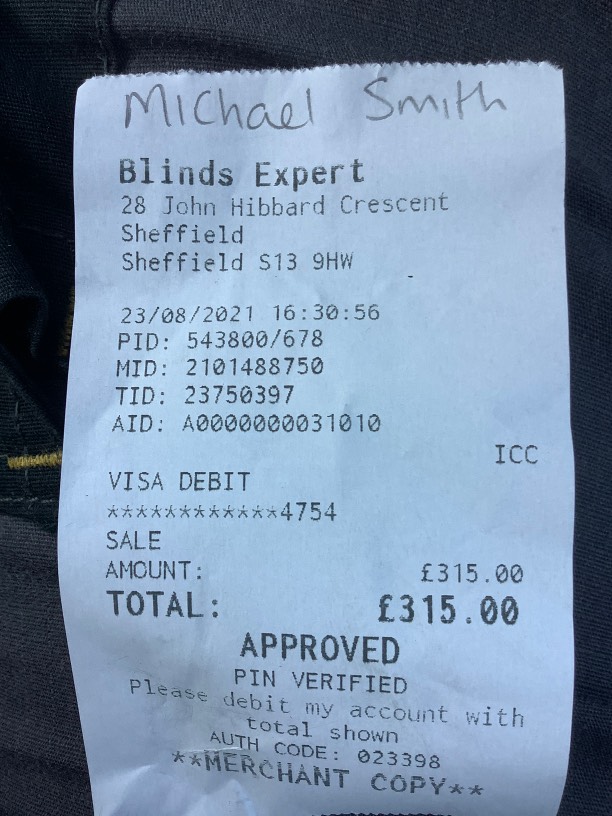 Michael Smith
Blinds Expert
28 John Hibbard Crescent
Sheffield
Sheffield S13 9HW
23/08/2021 16:30:56
PID: 543800/678
MID: 2101488750
TID: 23750397
AID: A0000000031010
ICC
VISA DEBIT
************4754
SALE
AMOUNT: £315.00
TOTAL: £315.00
APPROVED
PIN VERIFIED
Please debit my account with
total shown
AUTH CODE: 023398
**MERCHANT COPY**